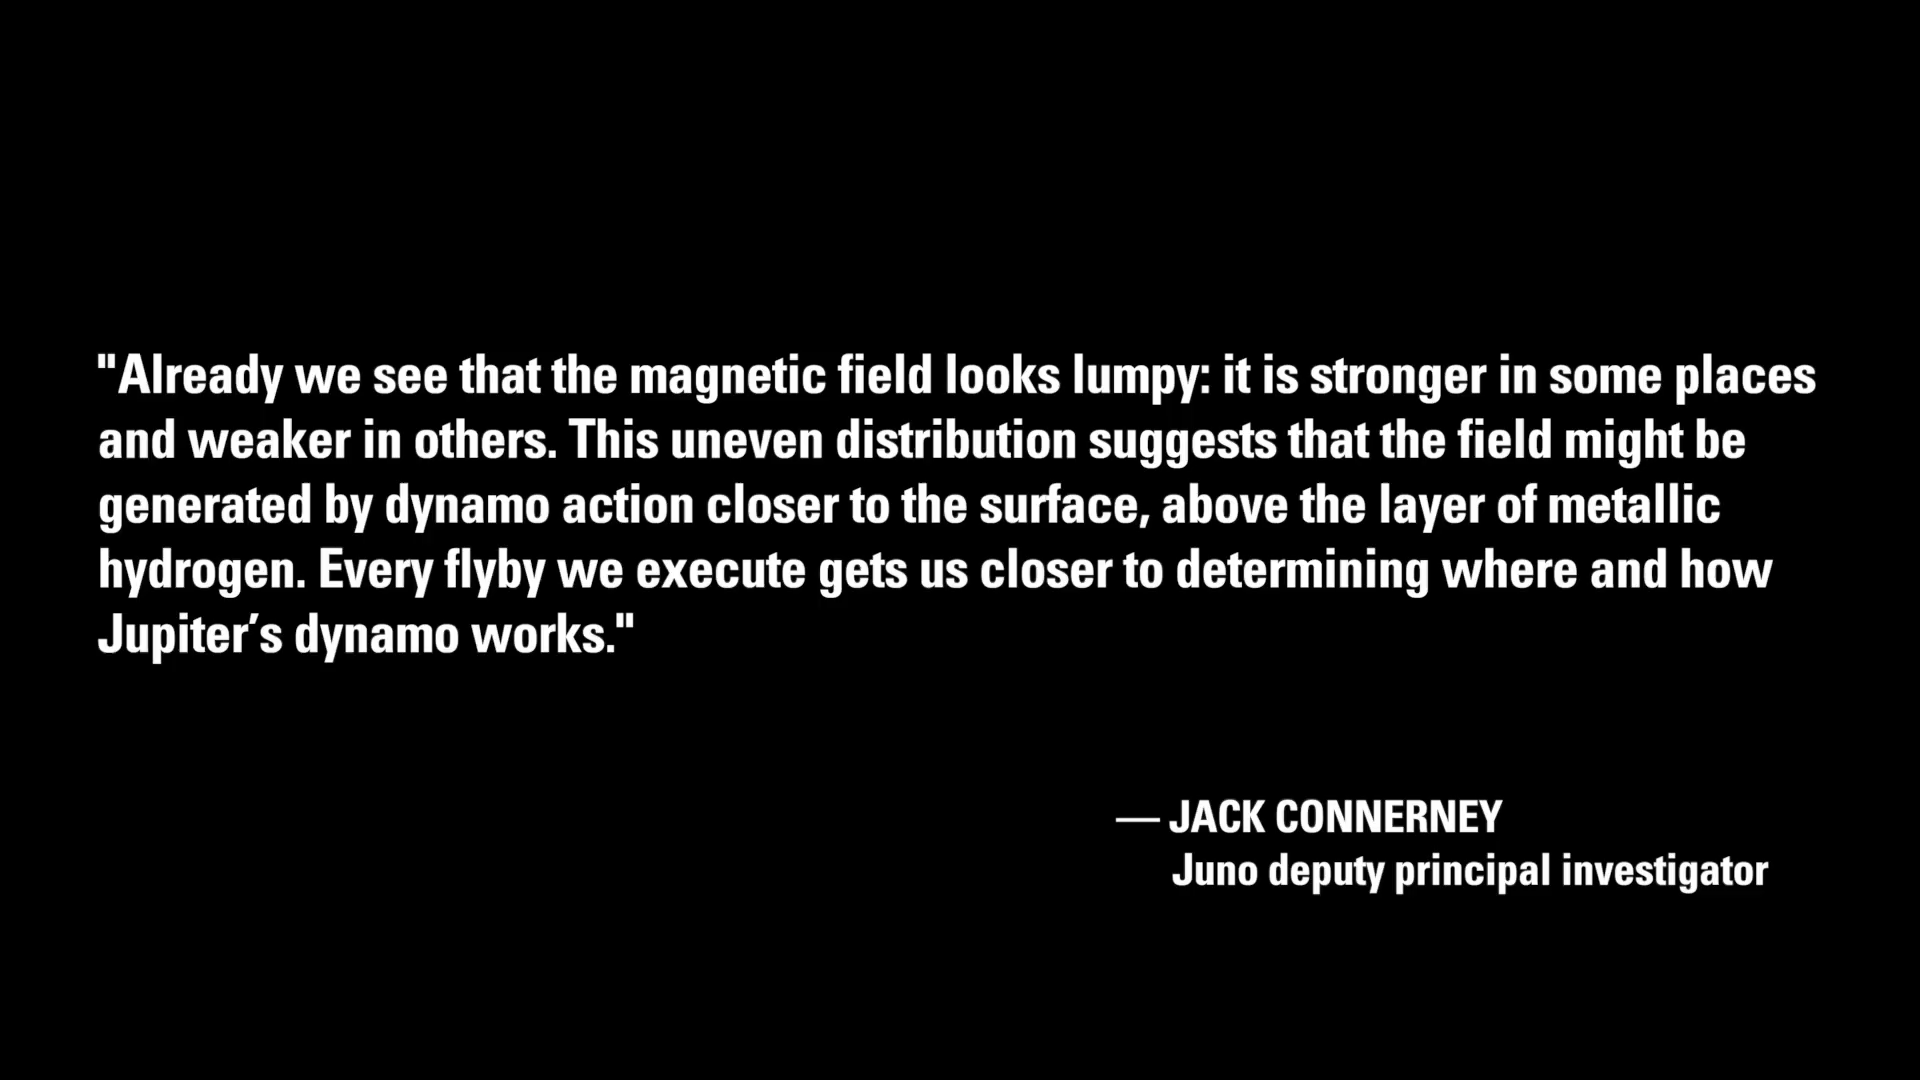 "Already we see that the magnetic field looks lumpy: it is stronger in some places
and weaker in others. This uneven distribution suggests that the field might be
generated by dynamo action closer to the surface, above the layer of metallic
hydrogen. Every flyby we execute gets us closer to determining where and how
Jupiter’s dynamo works."
— JACK CONNERNEY
Juno deputy principal investigator